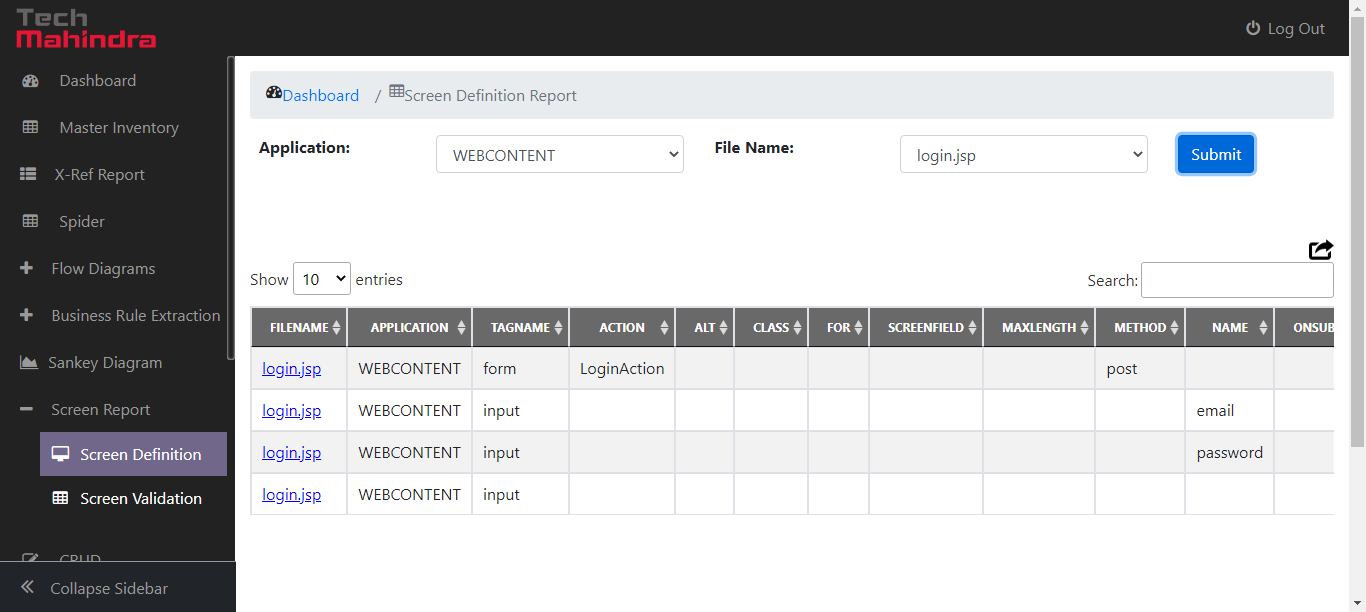 Tech
Mahindra
Log Out
Dashboard
Master Inventory
X-Ref Report
Spider
Flow Diagrams
Business Rule Extraction
Sankey Diagram
Screen Report
Screen Definition
Screen Validation
CRUD
Collapse Sidebar
Dashboard / Screen Definition Report
Application: WEBCONTENT File Name: login.jsp Submit
Show 10 entries Search:
FILENAME APPLICATION TAGNAME ACTION ALT CLASS FOR SCREENFIELD MAXLENGTH METHOD NAME ONSUB
login.jsp WEBCONTENT form LoginAction post
login.jsp WEBCONTENT input email
login.jsp WEBCONTENT input password
login.jsp WEBCONTENT input